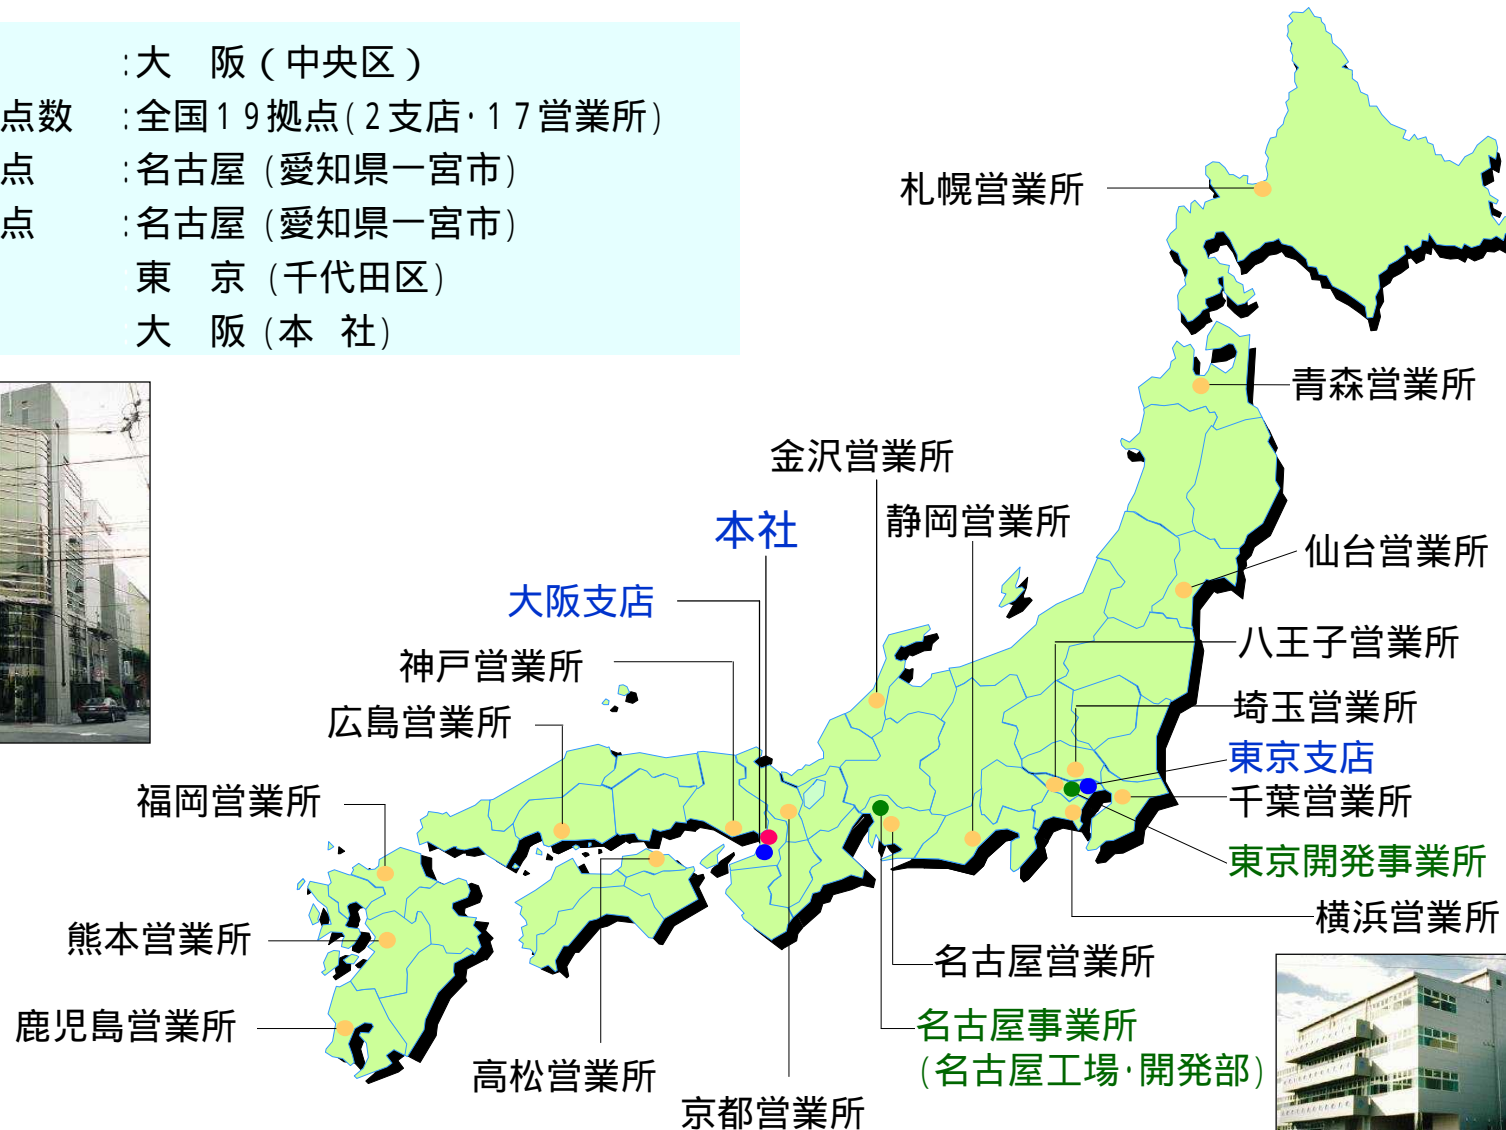 :大　阪（中央区）
点数　:全国19拠点(2支店･17営業所)
点　:名古屋 (愛知県一宮市)
点　:名古屋 (愛知県一宮市)
東　京 (千代田区)
大　阪 (本 社)
札幌営業所
青森営業所
金沢営業所
静岡営業所
本社
仙台営業所
大阪支店
八王子営業所
神戸営業所
埼玉営業所
広島営業所
東京支店
福岡営業所
千葉営業所
東京開発事業所
横浜営業所
熊本営業所
名古屋営業所
鹿児島営業所
名古屋事業所
(名古屋工場･開発部)
高松営業所
京都営業所